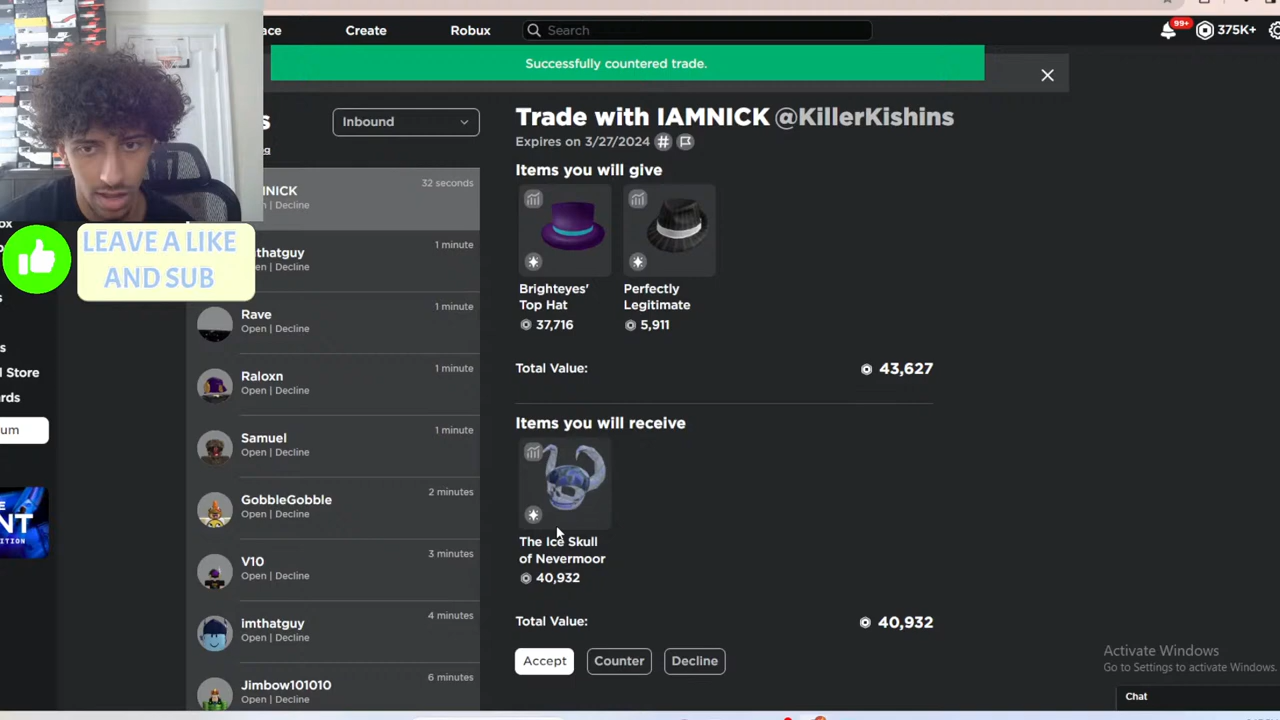 ace
Create
Robux
Search
99+
375K+
Successfully countered trade.
s
Inbound
Trade with IAMNICK @KillerKishins
Expires on 3/27/2024
Items you will give
NICK
32 seconds
Open | Decline
LEAVE A LIKE
AND SUB
thatguy
1 minute
Open | Decline
Brighteyes'
Top Hat
37,716
Perfectly
Legitimate
5,911
Rave
1 minute
Open | Decline
Total Value:
43,627
Raloxn
1 minute
Open | Decline
s
l Store
rds
um
Items you will receive
Samuel
1 minute
Open | Decline
GobbleGobble
2 minutes
Open | Decline
NT
ITION
The Ice Skull
of Nevermoor
40,932
V10
3 minutes
Open | Decline
imthatguy
4 minutes
Open | Decline
Total Value:
40,932
Accept
Counter
Decline
Jimbow101010
6 minutes
Open | Decline
Activate Windows
Go to Settings to activate Windows.
Chat